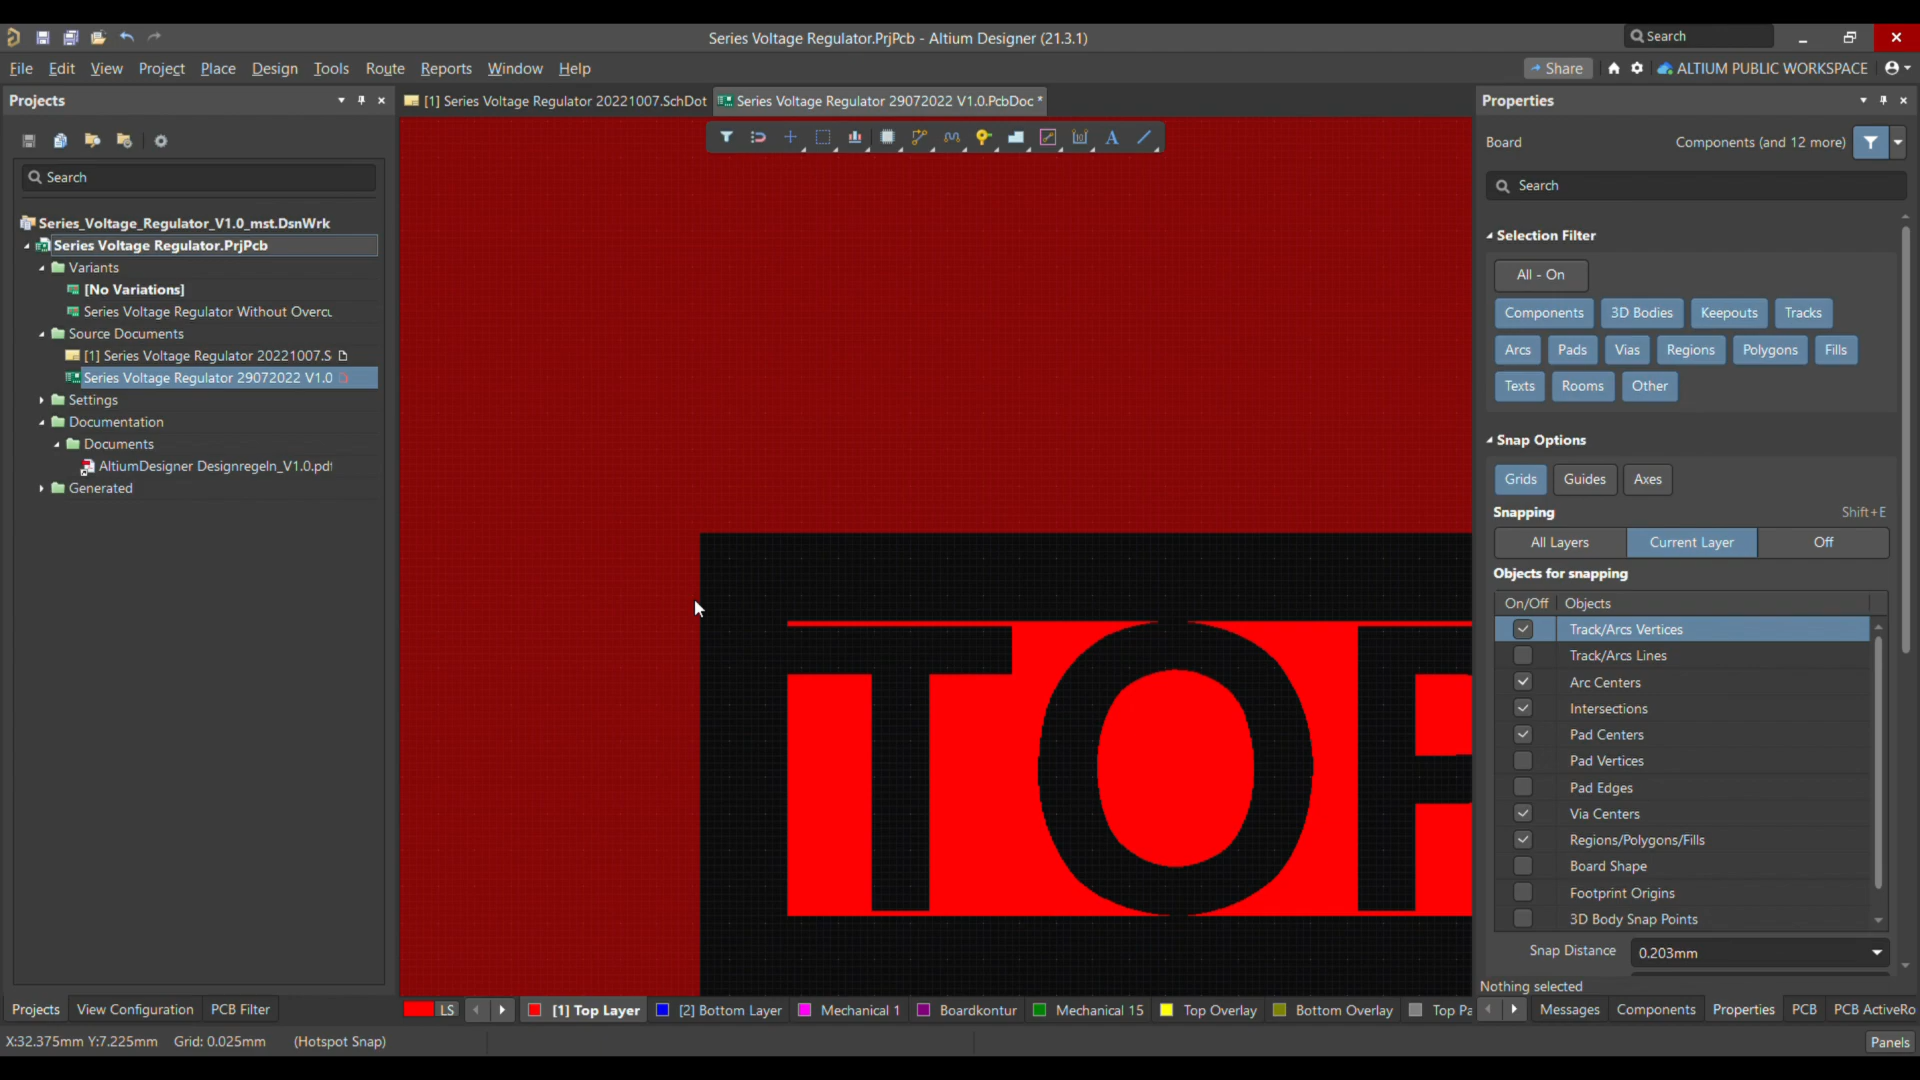 Series Voltage Regulator.PrjPcb - Altium Designer (21.3.1)
Search
File Edit View Project Place Design Tools Route Reports Window Help
Share
ALTIUM PUBLIC WORKSPACE
Projects
[1] Series Voltage Regulator 20221007.SchDot
Series Voltage Regulator 29072022 V1.0.PcbDoc *
Properties
Board
Components (and 12 more)
Search
Search
Series_Voltage_Regulator_V1.0_mst.DsnWrk
Series Voltage Regulator.PrjPcb
Variants
[No Variations]
Series Voltage Regulator Without Overcu
Source Documents
[1] Series Voltage Regulator 20221007.S
Series Voltage Regulator 29072022 V1.0
Settings
Documentation
Documents
AltiumDesigner Designregeln_V1.0.pdf
Generated
TOP
Selection Filter
All - On
Components 3D Bodies Keepouts Tracks
Arcs Pads Vias Regions Polygons Fills
Texts Rooms Other
Snap Options
Grids Guides Axes
Snapping Shift+E
All Layers Current Layer Off
Objects for snapping
On/Off Objects
Track/Arcs Vertices
Track/Arcs Lines
Arc Centers
Intersections
Pad Centers
Pad Vertices
Pad Edges
Via Centers
Regions/Polygons/Fills
Board Shape
Footprint Origins
3D Body Snap Points
Snap Distance 0.203mm
Nothing selected
Projects View Configuration PCB Filter
LS [1] Top Layer [2] Bottom Layer Mechanical 1 Boardkontur Mechanical 15 Top Overlay Bottom Overlay Top Pa
Messages Components Properties PCB PCB ActiveRo
X:32.375mm Y:7.225mm Grid: 0.025mm (Hotspot Snap)
Panels